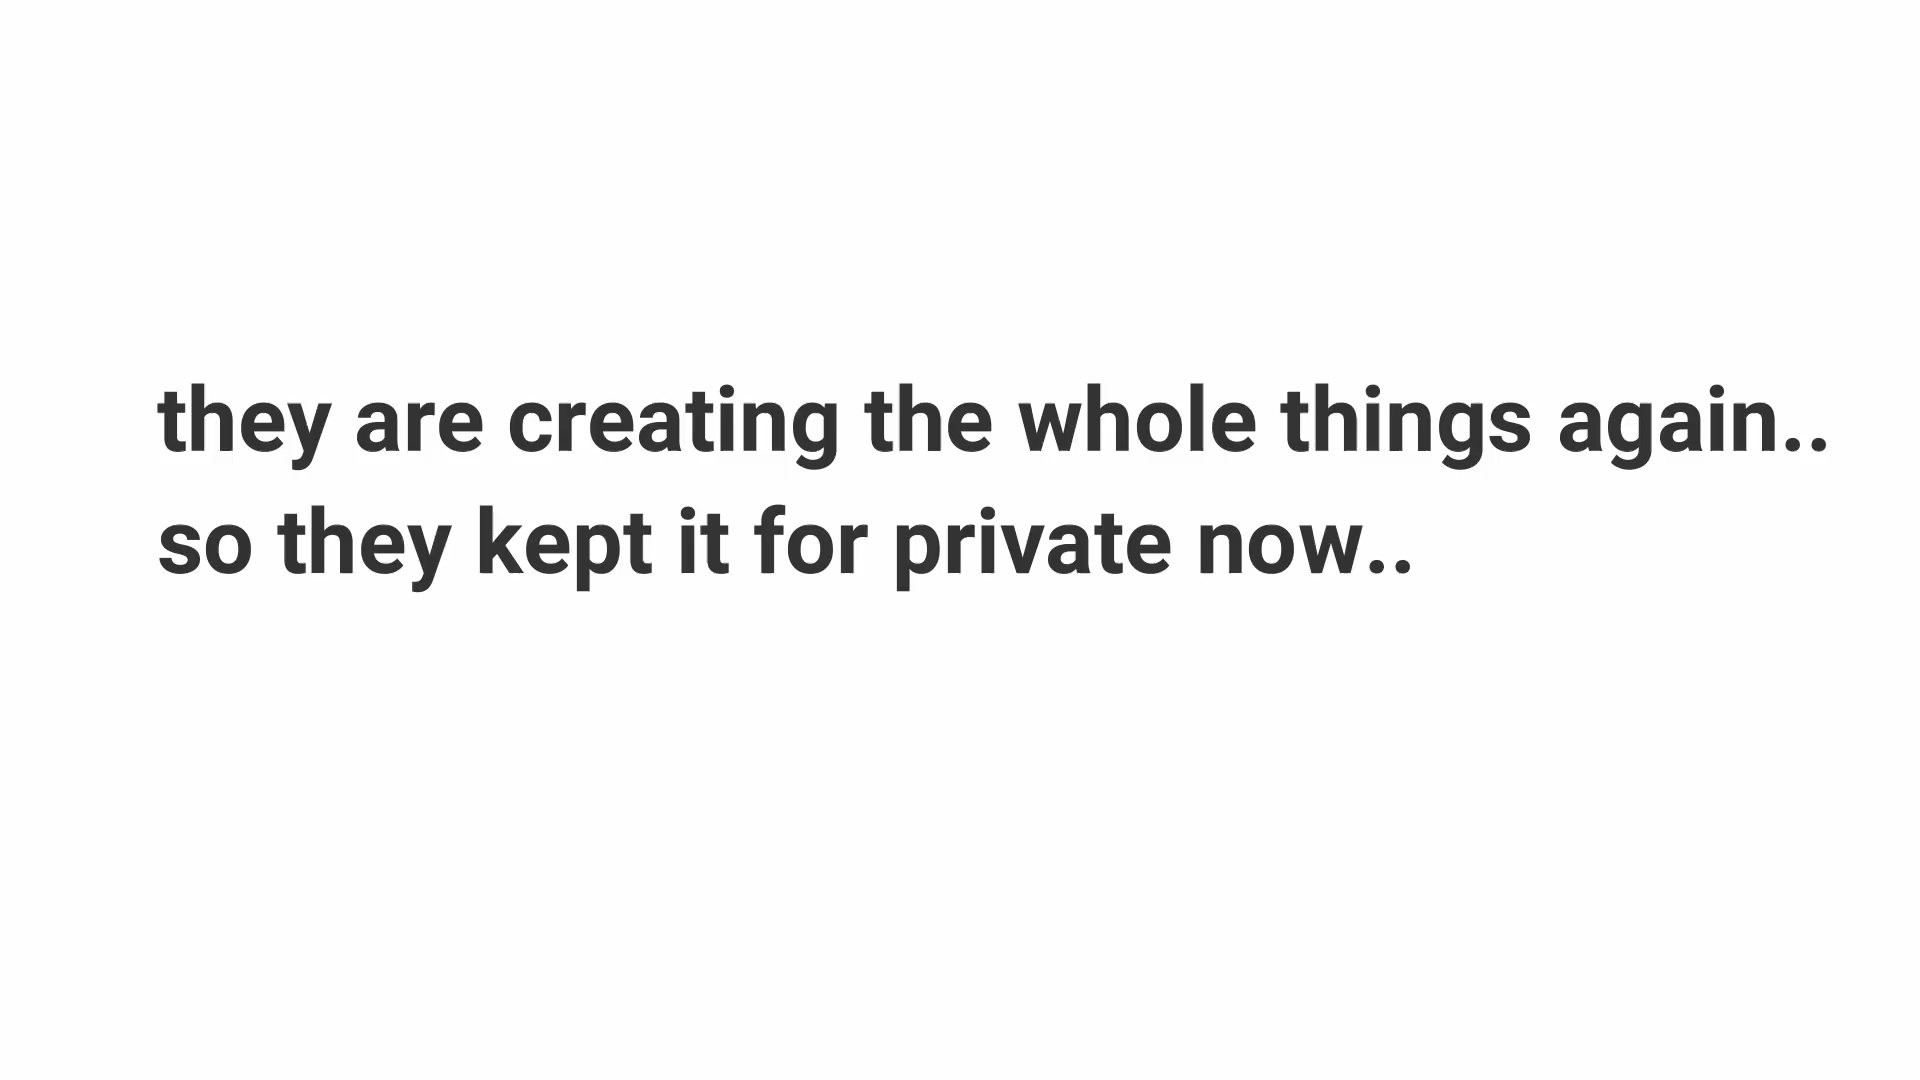 they are creating the whole things again..
so they kept it for private now..